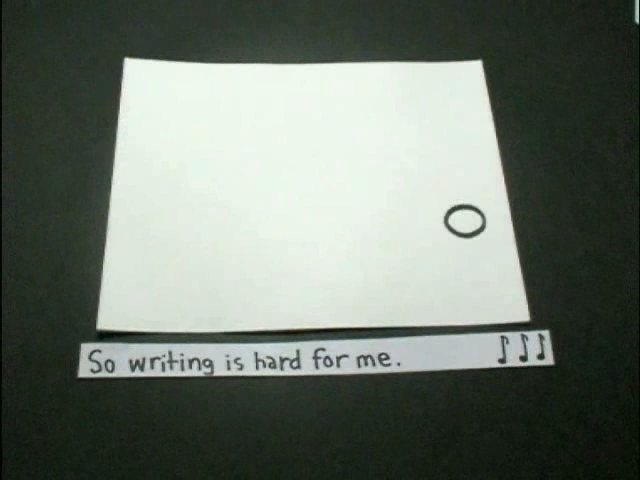 So writing is hard for me. ♪ ♪ ♪